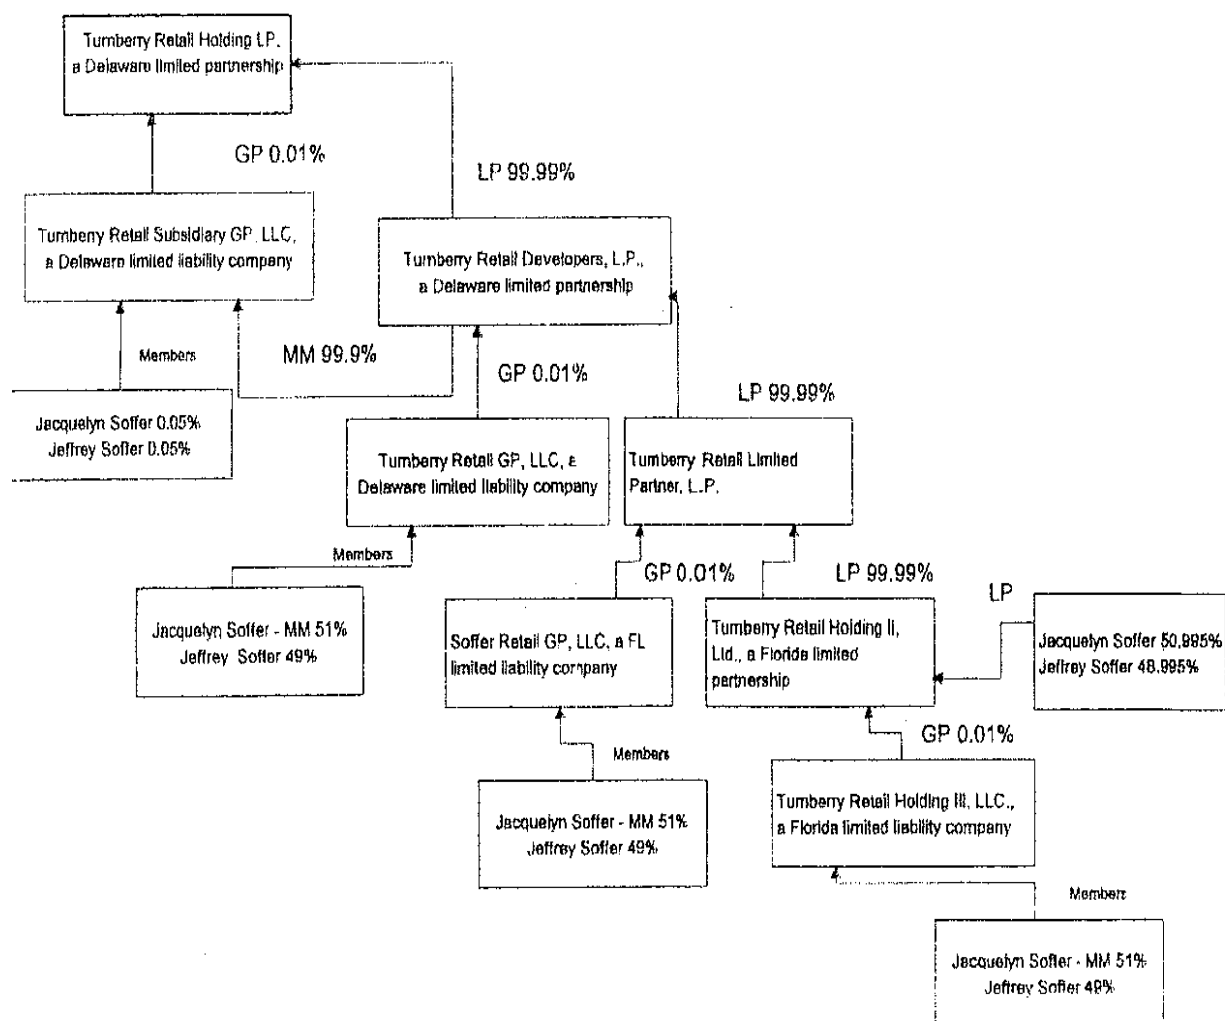 Turnberry Retail Holding LP,
a Delaware limited partnership
GP 0.01%
LP 99.99%
Turnberry Retail Subsidiary GP, LLC,
a Delaware limited liability company
Turnberry Retail Developers, L.P.,
a Delaware limited partnership
Members
MM 99.9%
GP 0.01%
LP 99.99%
Jacquelyn Soffer 0.05%
Jeffrey Soffer 0.05%
Turnberry Retail GP, LLC, a
Delaware limited liability company
Turnberry Retail Limited
Partner, L.P.
Members
GP 0.01%
LP 99.99%
LP
Jacquelyn Soffer - MM 51%
Jeffrey Soffer 49%
Soffer Retail GP, LLC, a FL
limited liability company
Turnberry Retail Holding II,
Ltd., a Florida limited
partnership
Jacquelyn Soffer 50.995%
Jeffrey Soffer 48.995%
GP 0.01%
Members
Jacquelyn Soffer - MM 51%
Jeffrey Soffer 49%
Turnberry Retail Holding III, LLC.,
a Florida limited liability company
Members
Jacquelyn Soffer - MM 51%
Jeffrey Soffer 49%